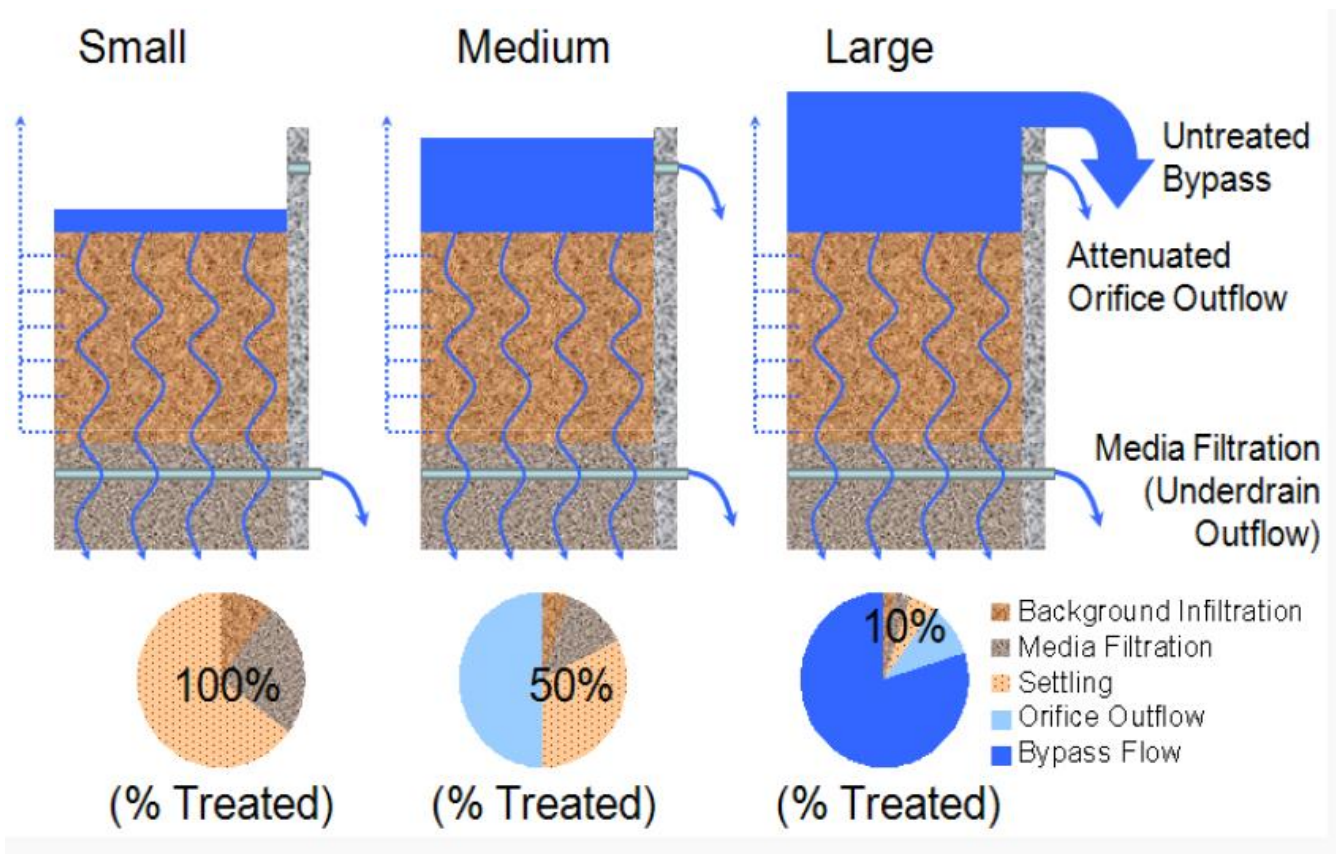 Small
Medium
Large
Untreated
Bypass
Attenuated
Orifice Outflow
Media Filtration
(Underdrain
Outflow)
100%
50%
10%
Background Infiltration
Media Filtration
Settling
Orifice Outflow
Bypass Flow
(% Treated)
(% Treated)
(% Treated)